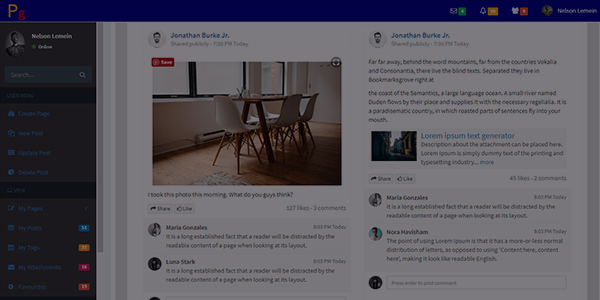 Pg
4
10
9
Nelson Lemein
Nelson Lemein
Online
Search...
Create Page
New Post
Update Post
Delete Post
My Pages
My Posts
My Tags
My Attachments
Favourites
Jonathan Burke Jr.
Shared publicly - 7:30 PM Today
Save
I took this photo this morning. What do you guys think?
Share
Like
127 likes - 3 comments
Maria Gonzales
8:03 PM Today
It is a long established fact that a reader will be distracted by the
readable content of a page when looking at its layout.
Luna Stark
8:03 PM Today
It is a long established fact that a reader will be distracted by the
readable content of a page when looking at its layout.
Jonathan Burke Jr.
Shared publicly - 7:30 PM Today
Far far away, behind the word mountains, far from the countries Vokalia
and Consonantia, there live the blind texts. Separated they live in
Bookmarksgrove right at
the coast of the Semantics, a large language ocean. A small river named
Duden flows by their place and supplies it with the necessary regelialia. It is
a paradisematic country, in which roasted parts of sentences fly into your
mouth.
Lorem ipsum text generator
Description about the attachment can be placed here.
Lorem Ipsum is simply dummy text of the printing and
typesetting industry... more
Share
Like
45 likes - 2 comments
Maria Gonzales
8:03 PM Today
It is a long established fact that a reader will be distracted by the
readable content of a page when looking at its layout.
Nora Havisham
8:03 PM Today
The point of using Lorem Ipsum is that it has a more-or-less normal
distribution of letters, as opposed to using 'Content here, content
here', making it look like readable English.
Press enter to post comment